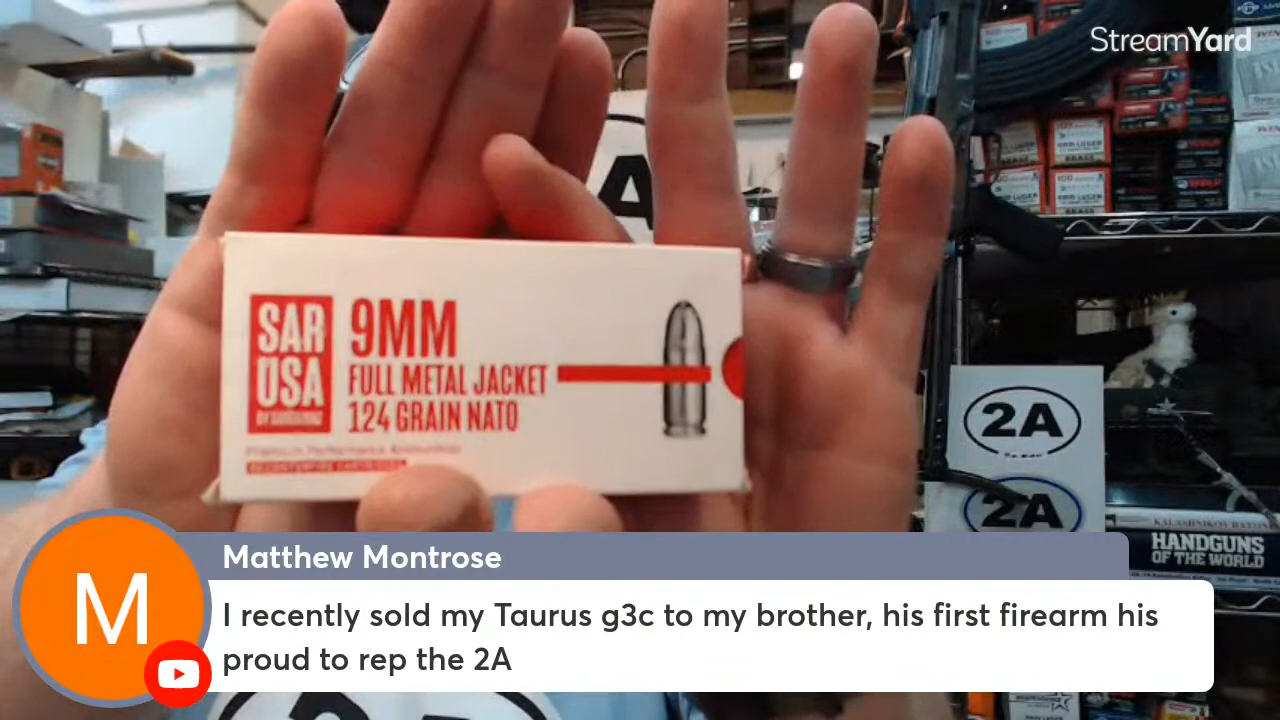 StreamYard
SAR
USA
9MM
FULL METAL JACKET
124 GRAIN NATO
A
2A
2A
HANDGUNS
OF THE WORLD
M
Matthew Montrose
I recently sold my Taurus g3c to my brother, his first firearm his
proud to rep the 2A